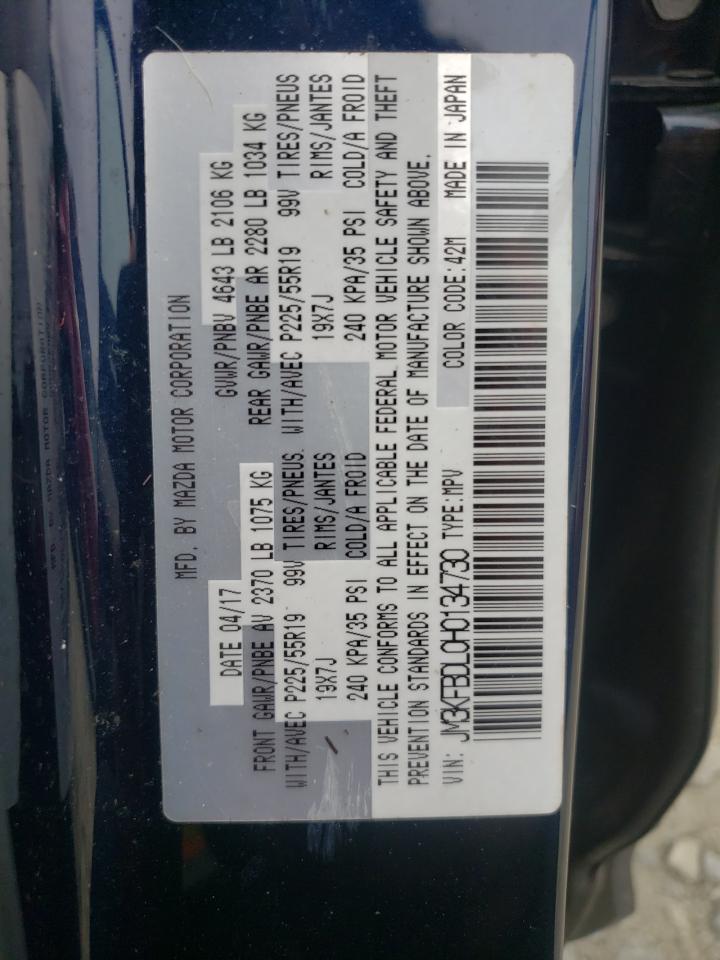 MFD. BY MAZDA MOTOR CORPORATION
DATE 04/17 GVWR/PNBV 4643 LB 2106 KG
FRONT GAWR/PNBE AV 2370 LB 1075 KG REAR GAWR/PNBE AR 2280 LB 1034 KG
WITH/AVEC P225/55R19 99V TIRES/PNEUS. WITH/AVEC P225/55R19 99V TIRES/PNEUS
19X7J RIMS/JANTES 19X7J RIMS/JANTES
240 KPA/35 PSI COLD/A FROID 240 KPA/35 PSI COLD/A FROID
THIS VEHICLE CONFORMS TO ALL APPLICABLE FEDERAL MOTOR VEHICLE SAFETY AND THEFT
PREVENTION STANDARDS IN EFFECT ON THE DATE OF MANUFACTURE SHOWN ABOVE.
VIN: JM3KFBDL0H0134730 TYPE:MPV COLOR CODE:42M MADE IN JAPAN